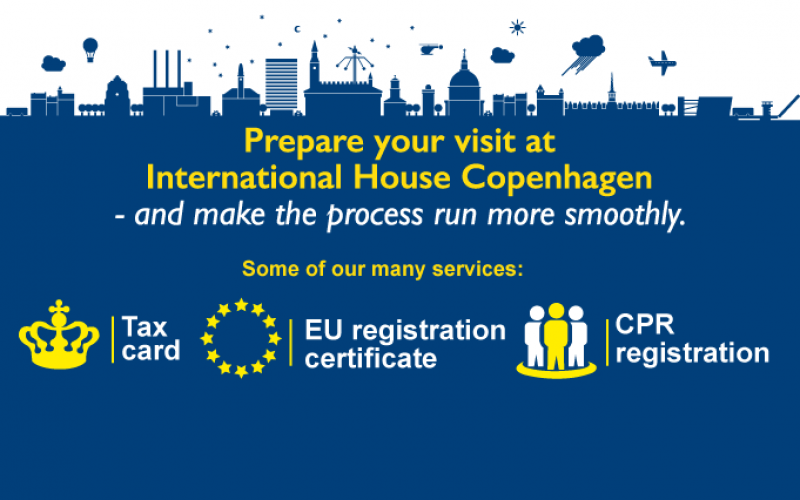 Prepare your visit at
International House Copenhagen
- and make the process run more smoothly.
Some of our many services:
Tax
card
EU registration
certificate
CPR
registration